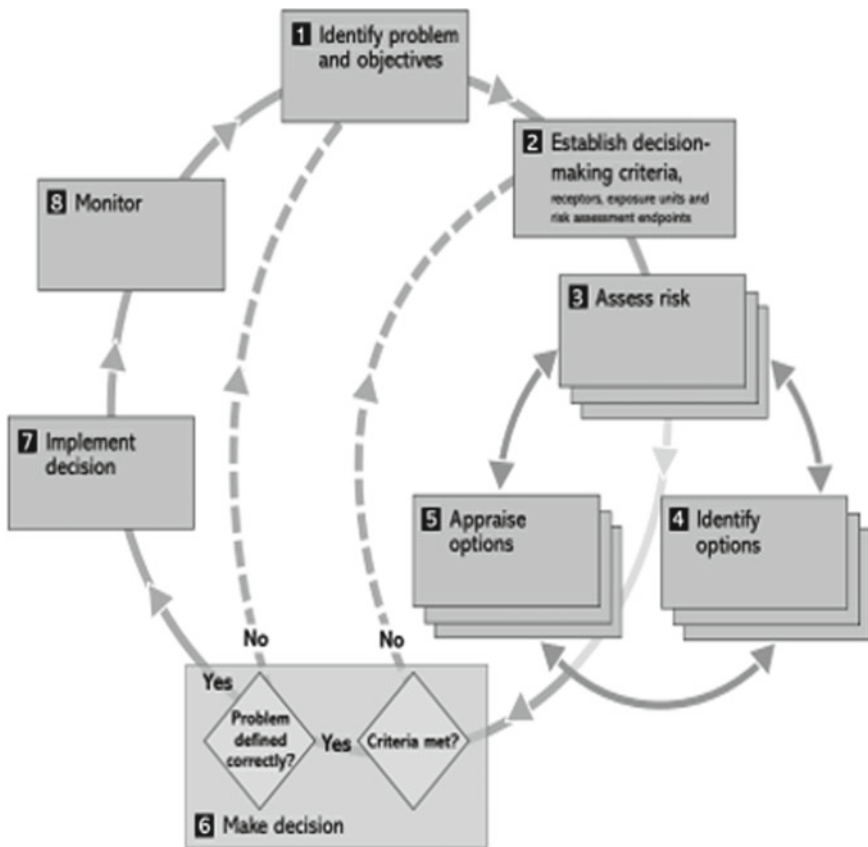 1 Identify problem
and objectives
2 Establish decision-
making criteria,
receptors, exposure units and
risk assessment endpoints
3 Assess risk
4 Identify
options
5 Appraise
options
6 Make decision
Criteria met?
No
Yes
Problem
defined
correctly?
No
Yes
7 Implement
decision
8 Monitor